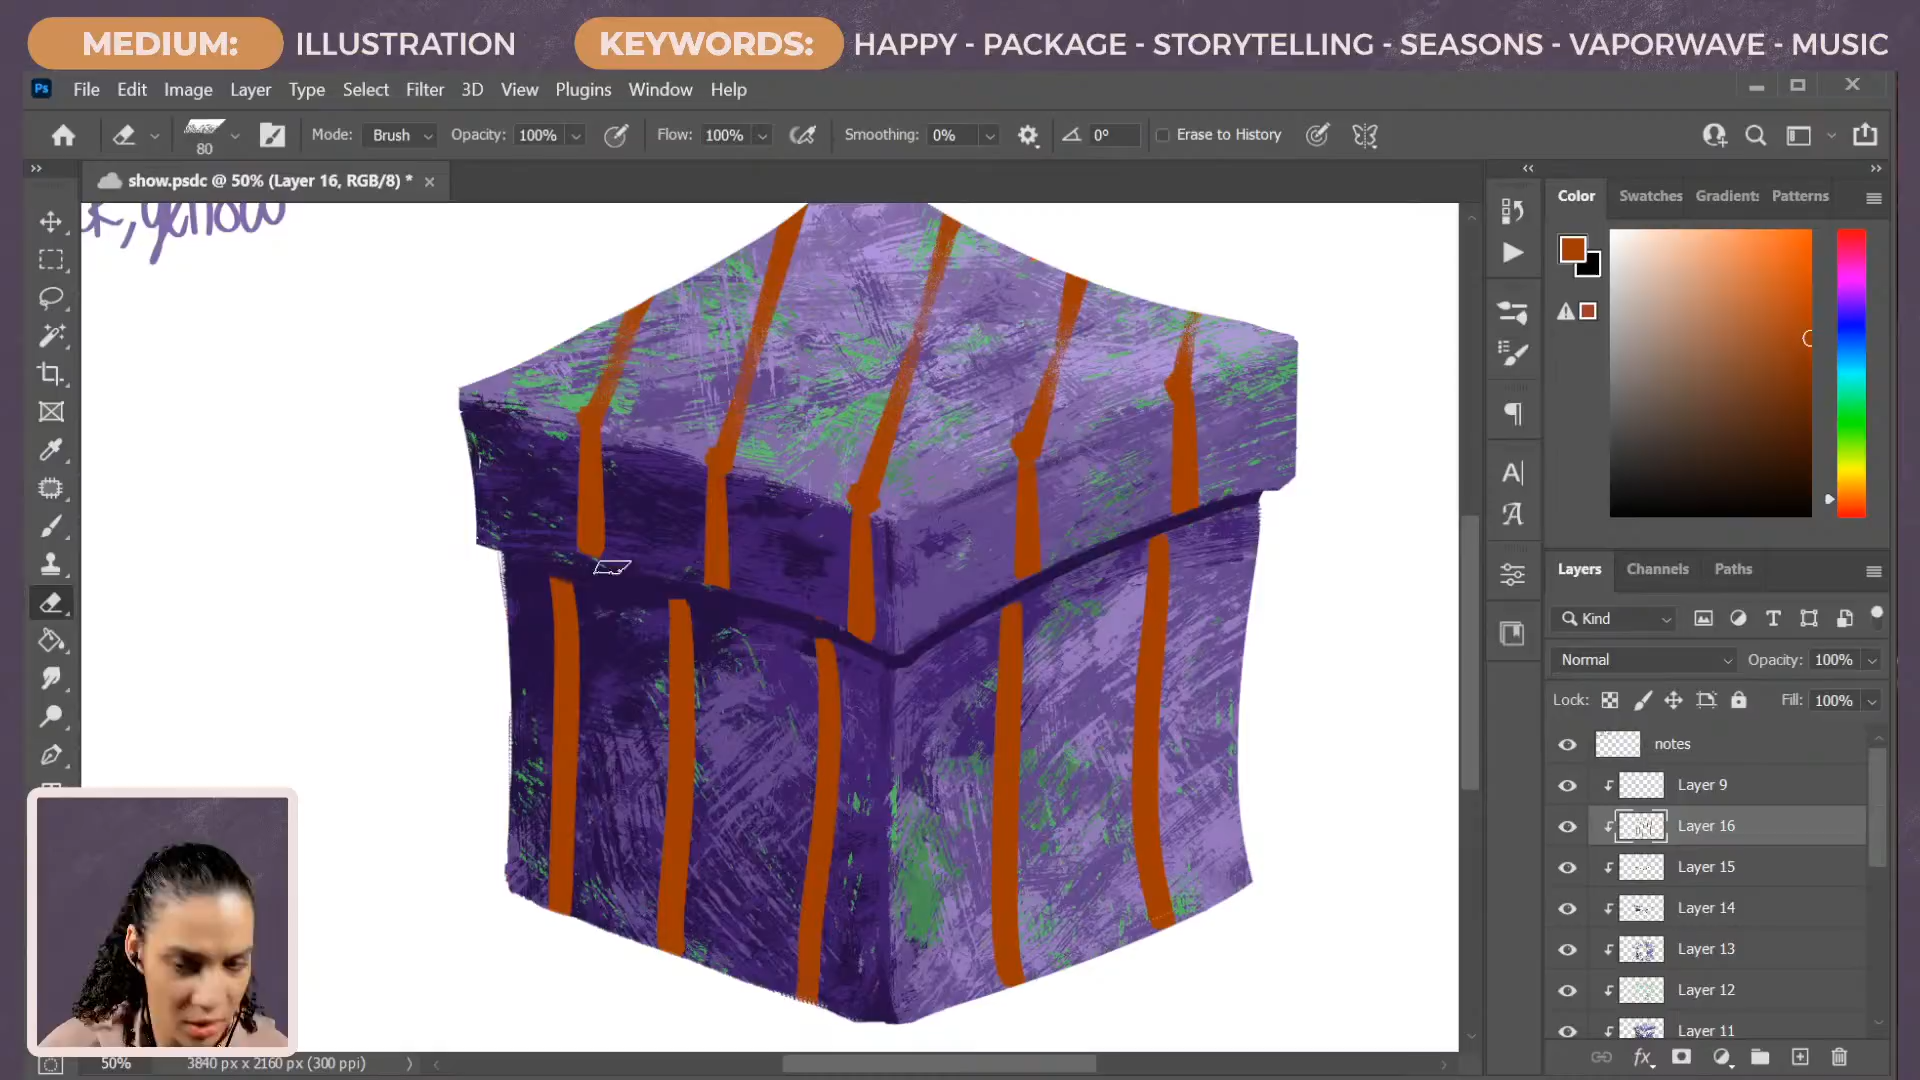 MEDIUM: ILLUSTRATION KEYWORDS: HAPPY - PACKAGE - STORYTELLING - SEASONS - VAPORWAVE - MUSIC
Ps File Edit Image Layer Type Select Filter 3D View Plugins Window Help
80 Mode: Brush Opacity: 100% Flow: 100% Smoothing: 0% 0° Erase to History
show.psdc @ 50% (Layer 16, RGB/8) *
yellow
Color Swatches Gradients Patterns
Layers Channels Paths
Kind
Normal Opacity: 100%
Lock: Fill: 100%
notes
Layer 9
Layer 16
Layer 15
Layer 14
Layer 13
Layer 12
Layer 11
50% 3840 px x 2160 px (300 ppi)
fx